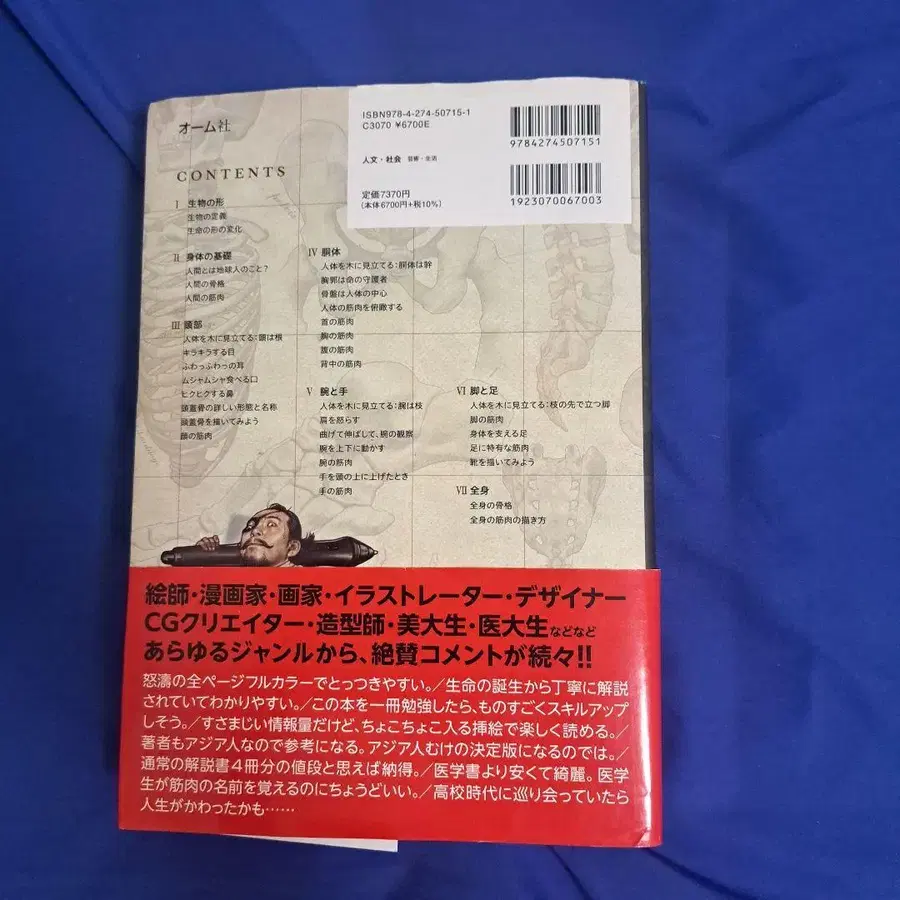 オーム社
ISBN978-4-274-50715-1
C3070 ¥6700E
9784274507151
人文・社会 芸術・生活
定価7370円
(本体6700円+税10%)
1923070067003
CONTENTS
I 生物の形
生物の定義
生命の形の変化
II 身体の基礎
人間とは地球人のこと?
人間の骨格
人間の筋肉
III 頭部
人体を木に見立てる:頭は根
キラキラする目
ふわっふわっの耳
ムシャムシャ食べる口
ヒクヒクする鼻
頭蓋骨の詳しい形態と名称
頭蓋骨を描いてみよう
顔の筋肉
IV 胴体
人体を木に見立てる:胴体は幹
胸郭は命の守護者
骨盤は人体の中心
人体の筋肉を俯瞰する
首の筋肉
胸の筋肉
腹の筋肉
背中の筋肉
V 腕と手
人体を木に見立てる:腕は枝
肩を怒らす
曲げて伸ばして、腕の観察
腕を上下に動かす
腕の筋肉
手を頭の上に上げたとき
手の筋肉
VI 脚と足
人体を木に見立てる:枝の先で立つ脚
脚の筋肉
身体を支える足
足に特有な筋肉
靴を描いてみよう
VII 全身
全身の骨格
全身の筋肉の描き方
絵師・漫画家・画家・イラストレーター・デザイナー
CGクリエイター・造型師・美大生・医大生などなど
あらゆるジャンルから、絶賛コメントが続々!!
怒濤の全ページフルカラーでとっつきやすい。/生命の誕生から丁寧に解説
されていてわかりやすい。/この本を一冊勉強したら、ものすごくスキルアップ
しそう。/すさまじい情報量だけど、ちょこちょこ入る挿絵で楽しく読める。/
著者もアジア人なので参考になる。アジア人むけの決定版になるのでは。/
通常の解説書4冊分の値段と思えば納得。/医学書より安くて綺麗。医学
生が筋肉の名前を覚えるのにちょうどいい。/高校時代に巡り会っていたら
人生がかわったかも……